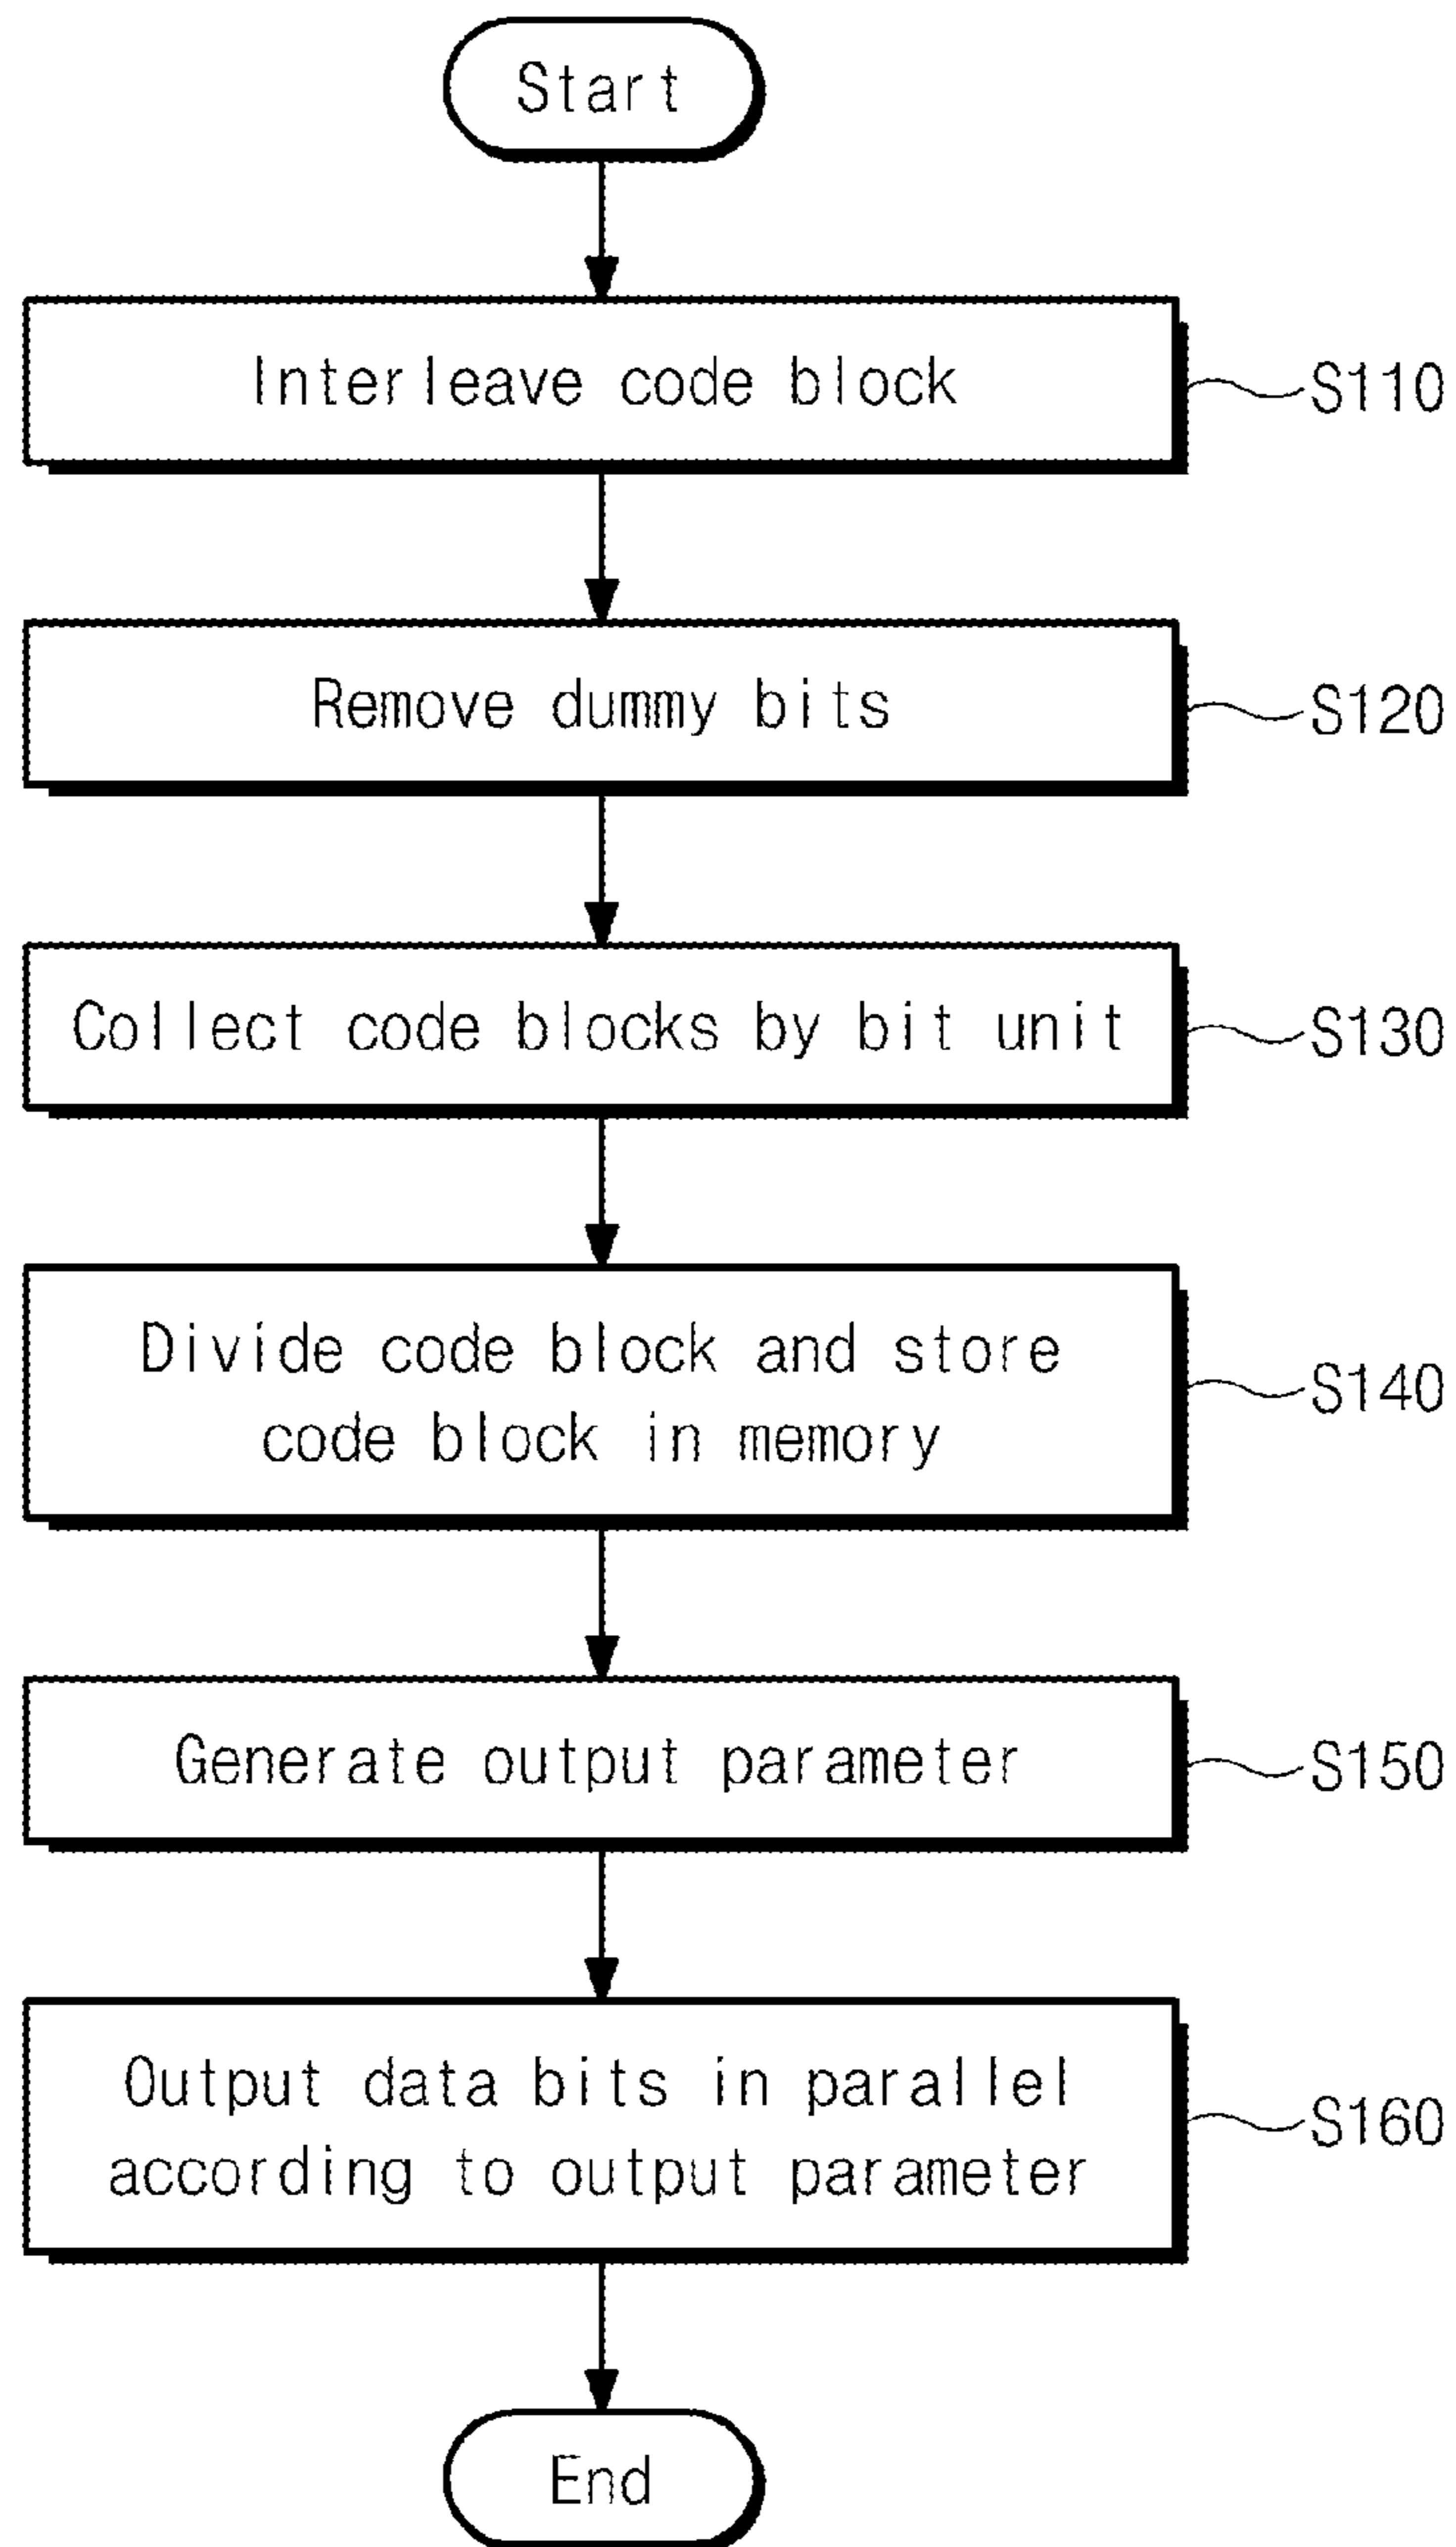 Start
Interleave code block
S110
Remove dummy bits
S120
Collect code blocks by bit unit
S130
Divide code block and store
code block in memory
S140
Generate output parameter
S150
Output data bits in parallel
according to output parameter
S160
End